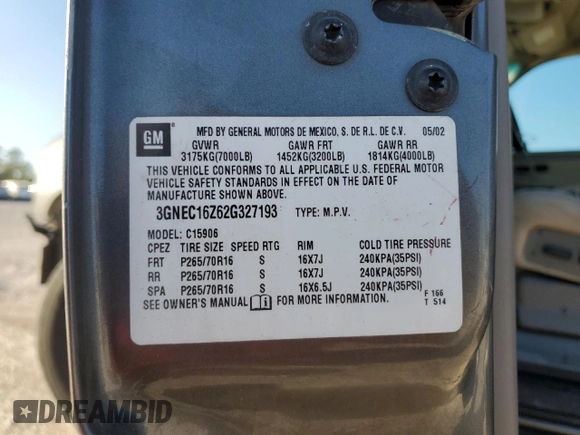 GM
MFD BY GENERAL MOTORS DE MEXICO, S. DE R.L. DE C.V. 05/02
GVWR GAWR FRT GAWR RR
3175KG(7000LB) 1452KG(3200LB) 1814KG(4000LB)
THIS VEHICLE CONFORMS TO ALL APPLICABLE U.S. FEDERAL MOTOR
VEHICLE SAFETY STANDARDS IN EFFECT ON THE DATE OF
MANUFACTURE SHOWN ABOVE.
3GNEC16Z62G327193 TYPE: M.P.V.
MODEL: C15906
CPEZ TIRE SIZE SPEED RTG RIM COLD TIRE PRESSURE
FRT P265/70R16 S 16X7J 240KPA(35PSI)
RR P265/70R16 S 16X7J 240KPA(35PSI)
SPA P265/70R16 S 16X6.5J 240KPA(35PSI)
SEE OWNER'S MANUAL FOR MORE INFORMATION. F 166
T 514
DREAMBID